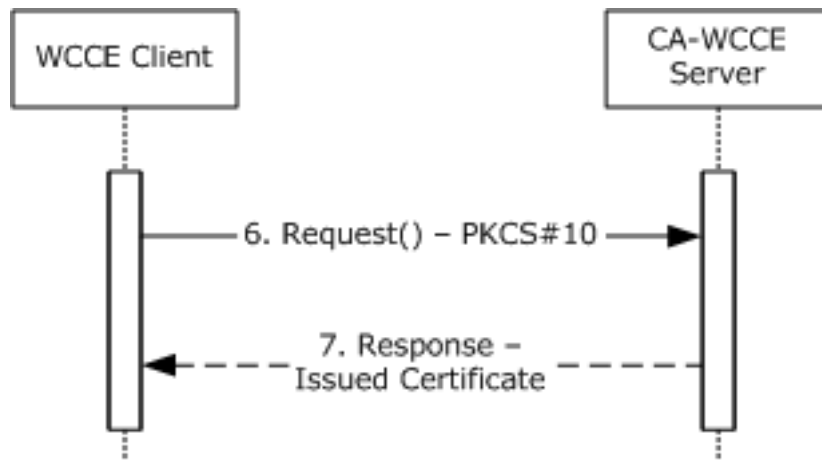 WCCE Client
CA-WCCE
Server
6. Request() – PKCS#10
7. Response –
Issued Certificate